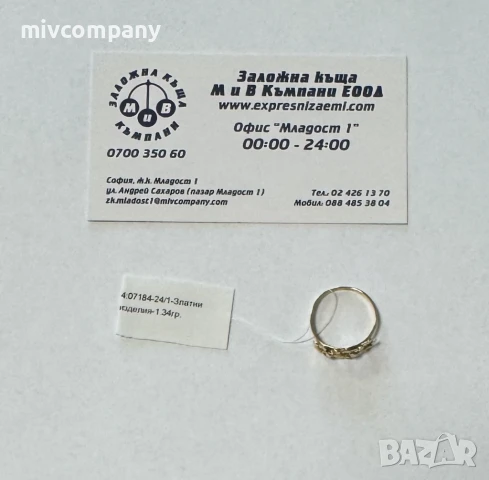 mivcompany
ЗАЛОЖНА КЪЩА
М и В
КЪМПАНИ
0700 350 60
Заложна къща
М и В Къмпани ЕООД
www.expresnizaemi.com
Офис "Младост 1"
00:00 - 24:00
София, ж.к. Младост 1
ул. Андрей Сахаров (пазар Младост 1)
zk.mladost1@mivcompany.com
Тел.: 02 426 13 70
Мобил: 088 485 38 04
4:07184-24/1-Златни
изделия-1.34гр.
BAZAR